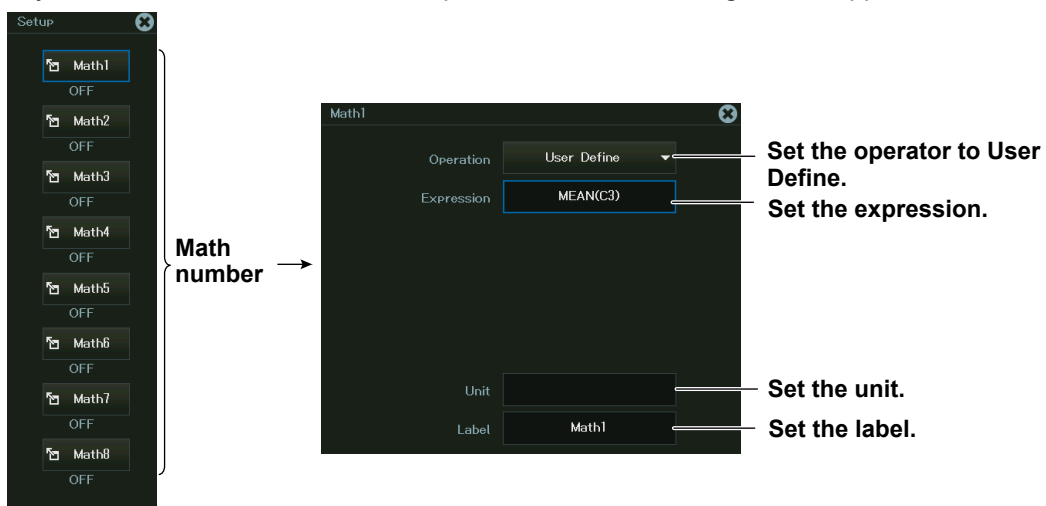 Setup
Math1
OFF
Math2
OFF
Math3
OFF
Math4
OFF
Math5
OFF
Math6
OFF
Math7
OFF
Math8
OFF
Math
number
Math1
Operation
User Define
Expression
MEAN(C3)
Unit
Label
Math1
Set the operator to User
Define.
Set the expression.
Set the unit.
Set the label.